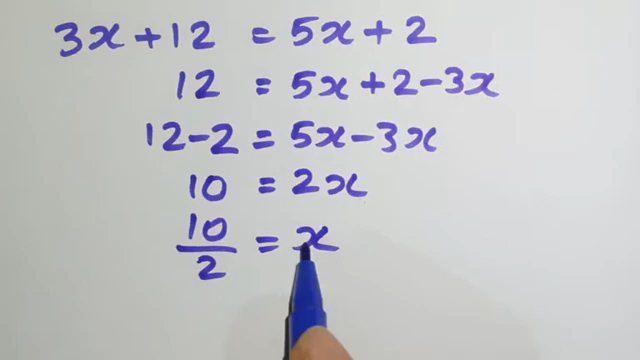 3x + 12 = 5x + 2
12 = 5x + 2 - 3x
12 - 2 = 5x - 3x
10 = 2x
10/2 = x